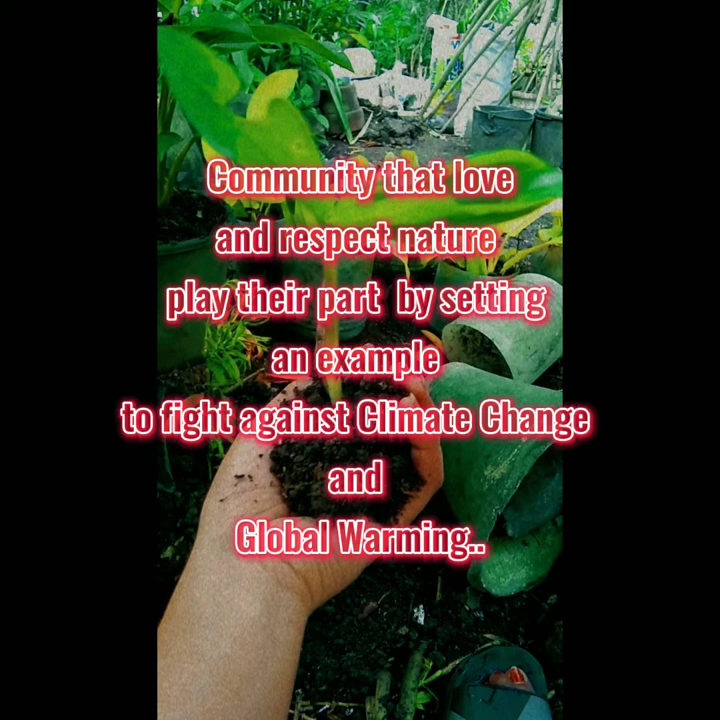 Community that love
and respect nature
play their part  by setting
an example
to fight against Climate Change
and
Global Warming..